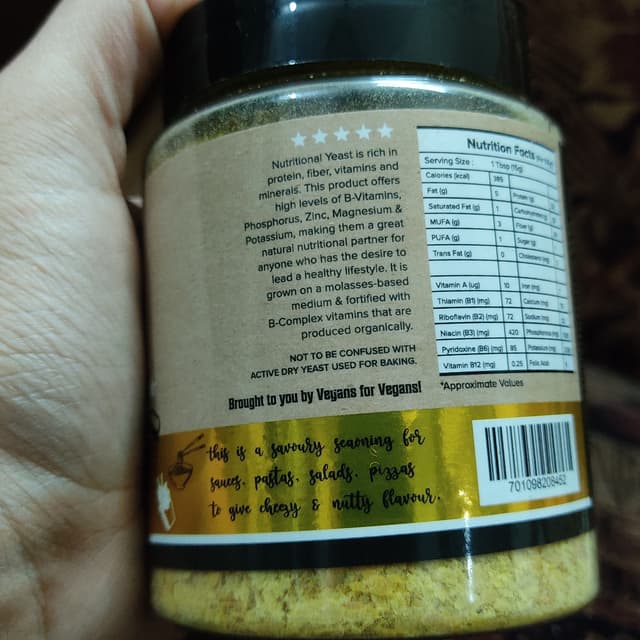 Nutritional Yeast is rich in
protein, fiber, vitamins and
minerals. This product offers
high levels of B-Vitamins,
Phosphorus, Zinc, Magnesium &
Potassium, making them a great
natural nutritional partner for
anyone who has the desire to
lead a healthy lifestyle. It is
grown on a molasses-based
medium & fortified with
B-Complex vitamins that are
produced organically.
NOT TO BE CONFUSED WITH
ACTIVE DRY YEAST USED FOR BAKING.
Brought to you by Vegans for Vegans!
this is a savoury seaoning for
sauces, pastas, salads, pizzas
to give cheezy & nutty flavour.
Nutrition Facts
Serving Size : 1 Tbsp (15g)
Calories (kcal) 385
Fat (g) 5 Protein (g)
Saturated Fat (g) 1 Carbohydrates (g)
MUFA (g) 3 Fiber (g)
PUFA (g) 1 Sugar (g)
Trans Fat (g) 0 Cholesterol (mg)
Vitamin A (ug) 10 Iron (mg)
Thiamin (B1) (mg) 72 Calcium (mg)
Riboflavin (B2) (mg) 72 Sodium (mg)
Niacin (B3) (mg) 420 Phosphorous (mg)
Pyridoxine (B6) (mg) 85 Potassium (mg)
Vitamin B12 (mg) 0.25 Folic Acid
*Approximate Values
701098208452